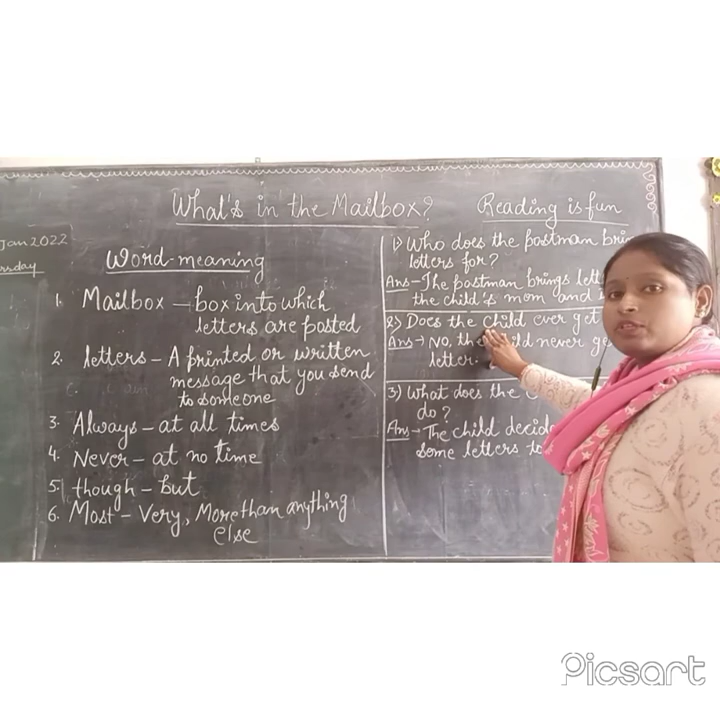 What's in the Mailbox?
Reading is fun
Jan 2022
Word-meaning
1. Mailbox – box into which
letters are posted
2. letters – A printed or written
message that you send
to someone
3. Always – at all times
4. Never – at no time
5. though – but
6. Most – Very, More than anything
else
1) Who does the postman
letters for?
Ans – The postman brings
the child's mom and
2) Does the Child ever get
Ans → No, the never
letter.
3) What does the
do?
Ans → The child
some letters to
Picsart